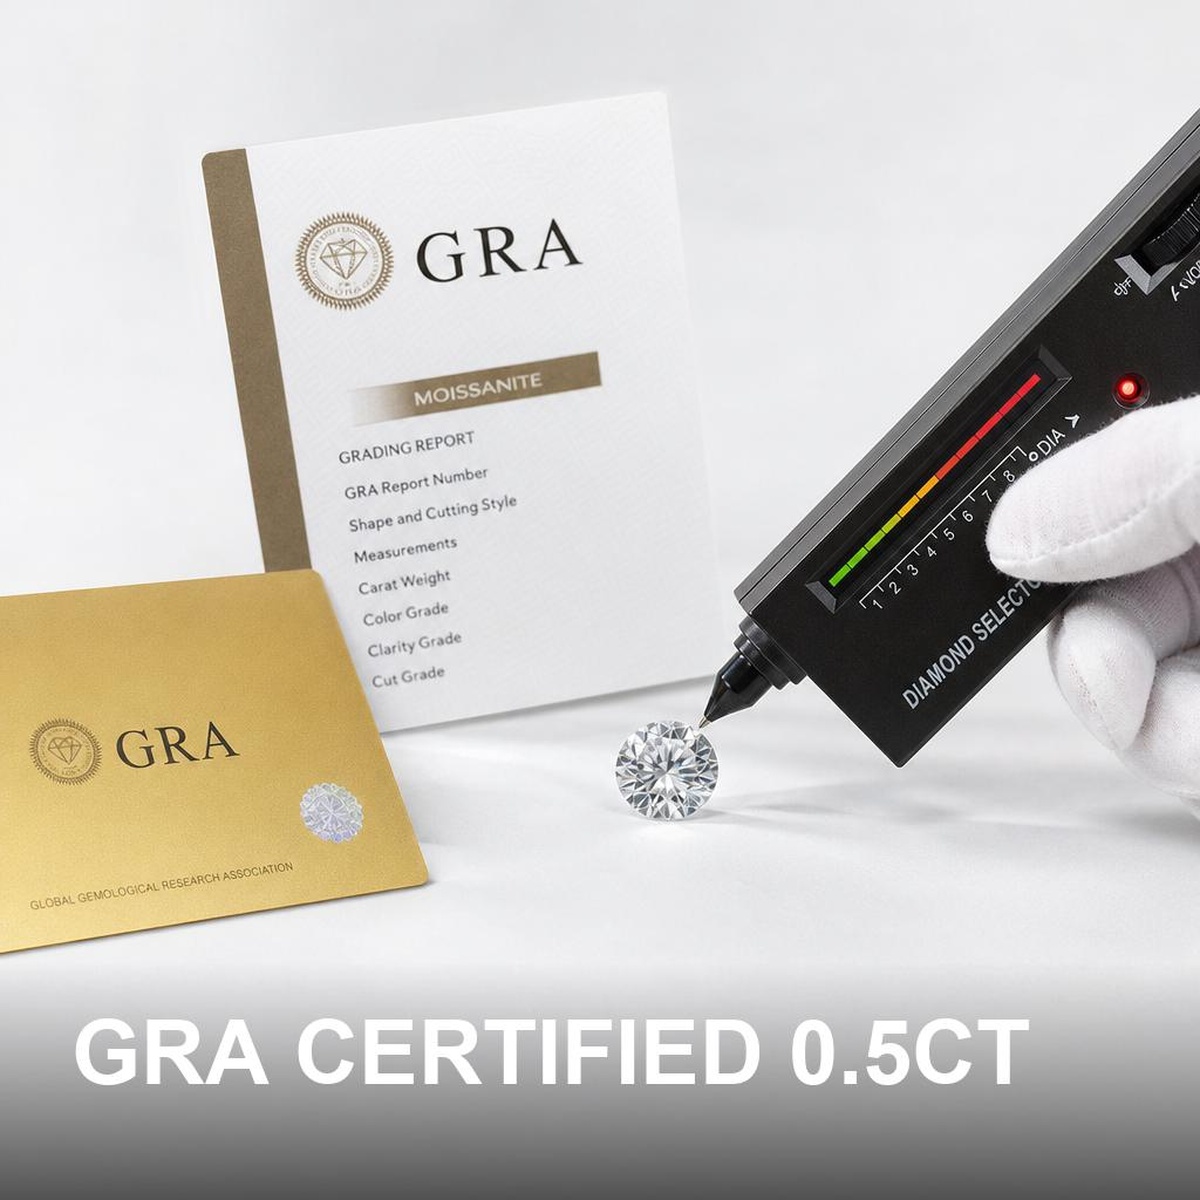 GRA
MOISSANITE
GRADING REPORT
GRA Report Number
Shape and Cutting Style
Measurements
Carat Weight
Color Grade
Clarity Grade
Cut Grade
GRA
GLOBAL GEMOLOGICAL RESEARCH ASSOCIATION
1 2 3 4 5 6 7 8
DIA
DIAMOND SELECTO
GRA CERTIFIED 0.5CT